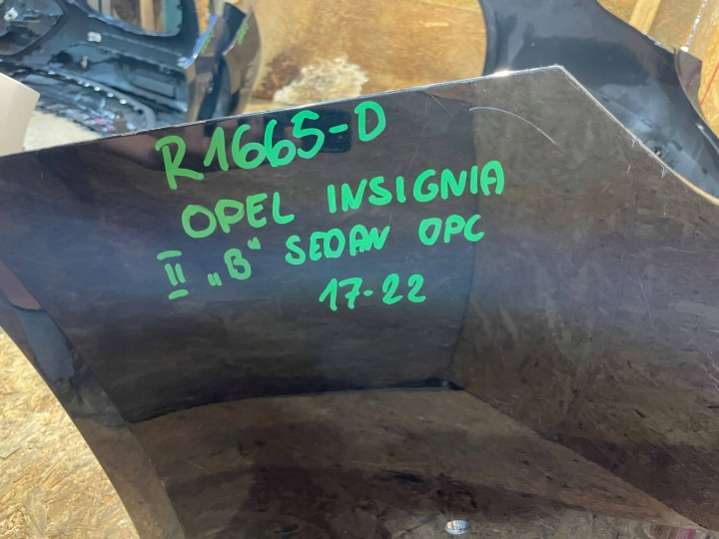 R1665-D
OPEL INSIGNIA
II „B" SEDAN OPC
17-22